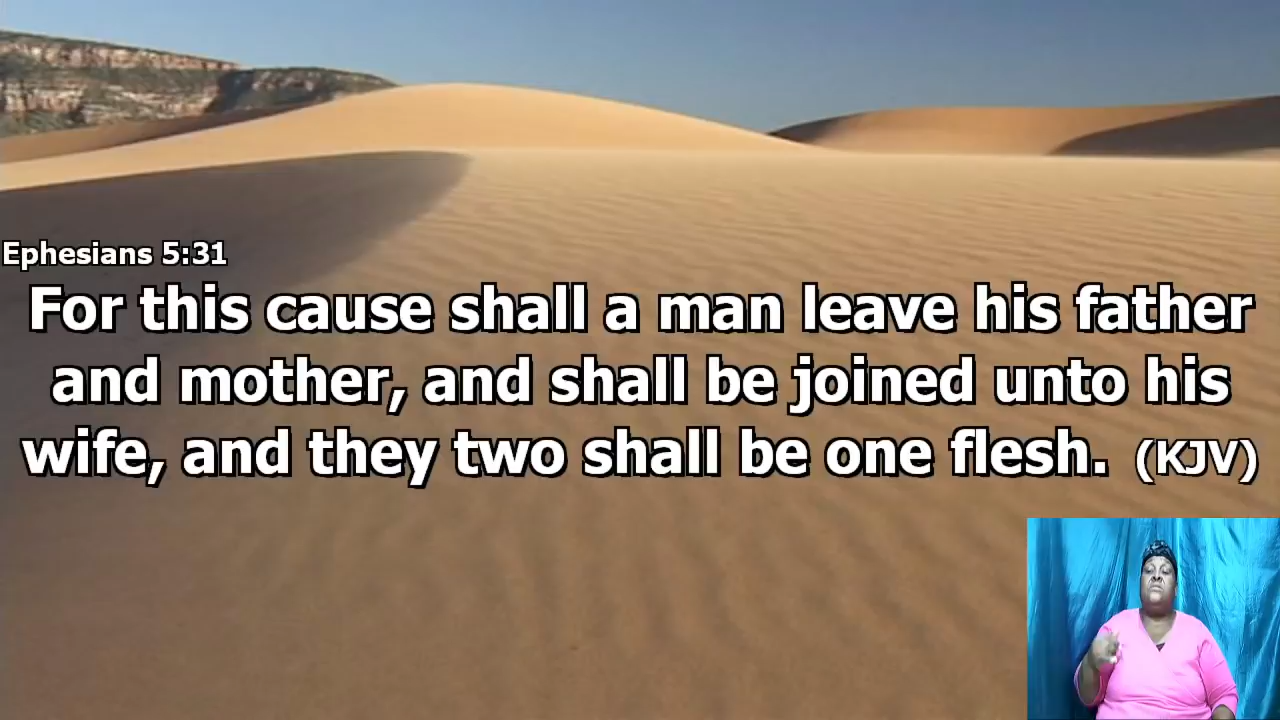 Ephesians 5:31
For this cause shall a man leave his father
and mother, and shall be joined unto his
wife, and they two shall be one flesh. (KJV)